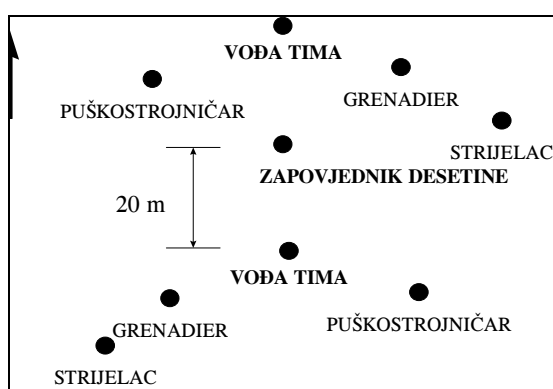 VOĐA TIMA
GRENADIER
PUŠKOSTROJNIČAR
STRIJELAC
ZAPOVJEDNIK DESETINE
20 m
VOĐA TIMA
GRENADIER
PUŠKOSTROJNIČAR
STRIJELAC